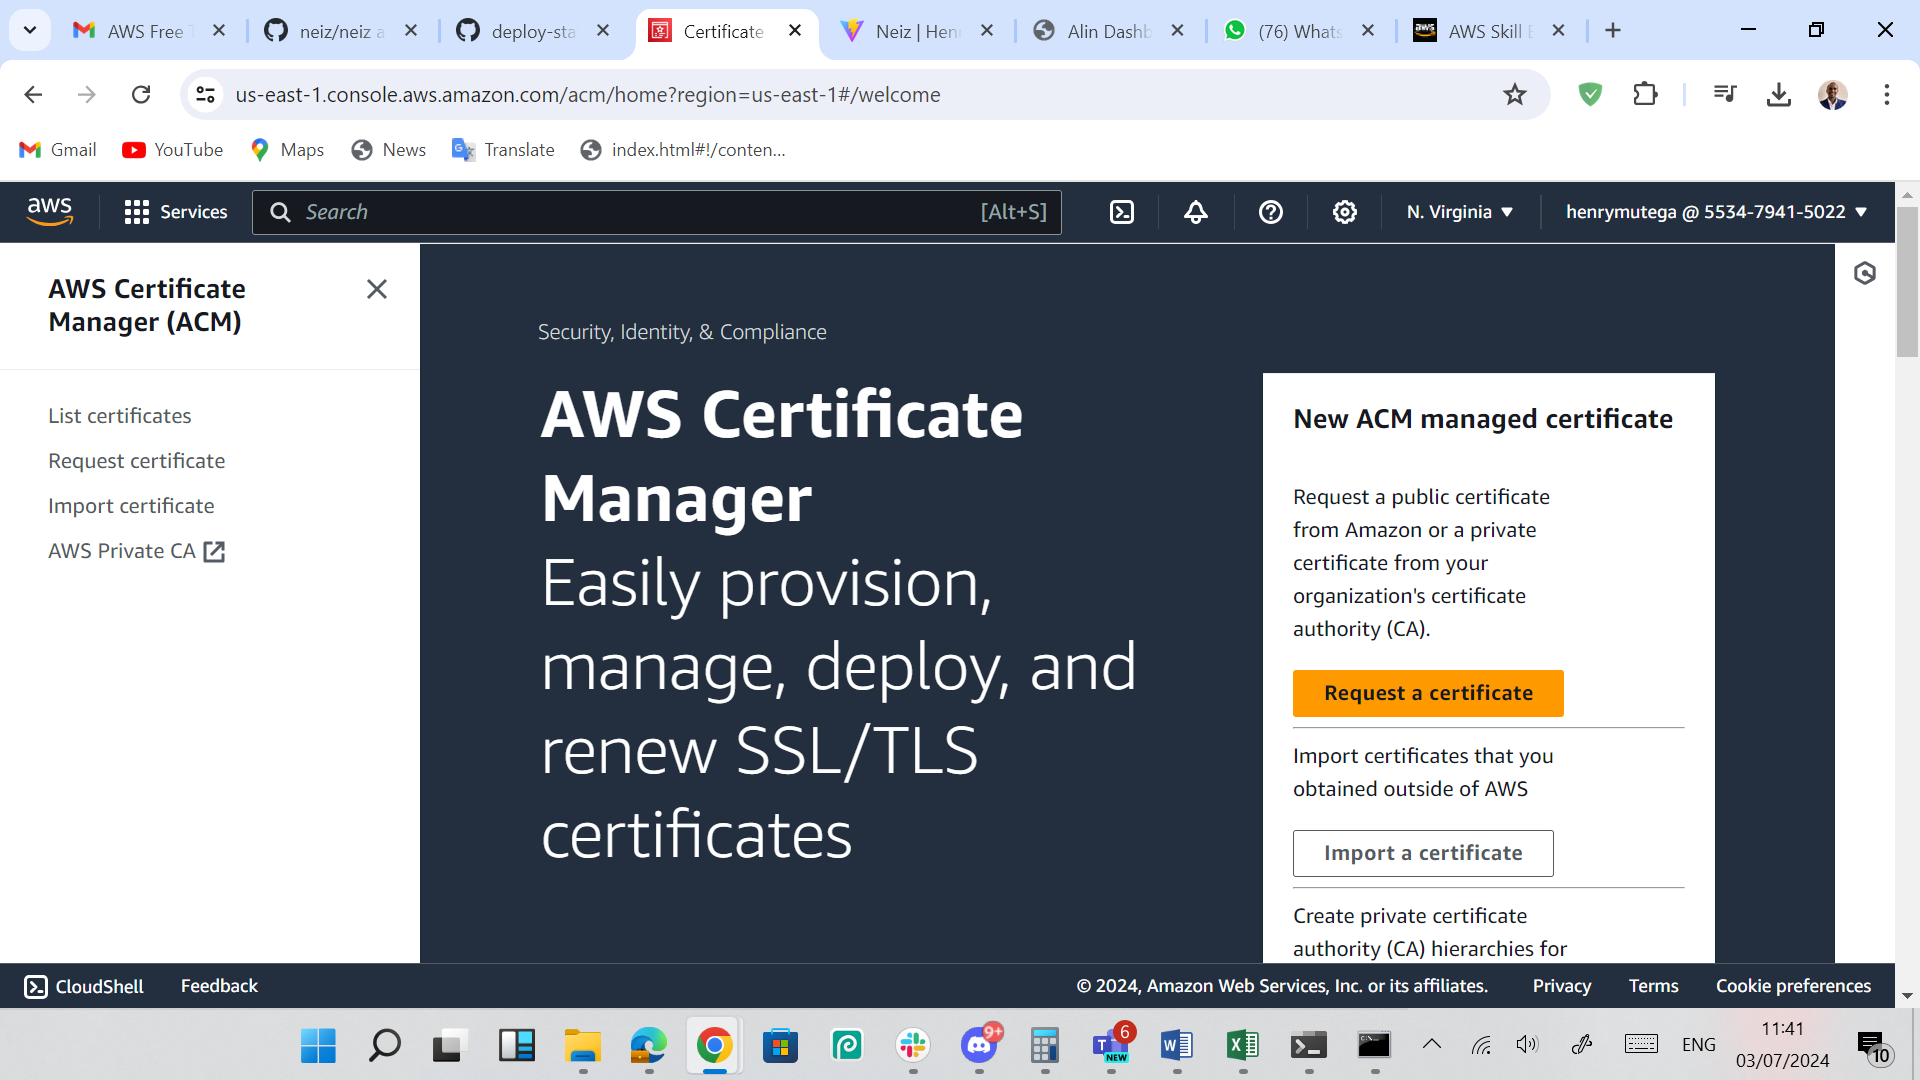 AWS Free T
neiz/neiz a
deploy-sta
Certificate
Neiz | Hen
Alin Dashb
(76) Whats
AWS Skill B
us-east-1.console.aws.amazon.com/acm/home?region=us-east-1#/welcome
Gmail
YouTube
Maps
News
Translate
index.html#!/conten...
aws
Services
Search
[Alt+S]
N. Virginia
henrymutega @ 5534-7941-5022
AWS Certificate
Manager (ACM)
List certificates
Request certificate
Import certificate
AWS Private CA
Security, Identity, & Compliance
AWS Certificate
Manager
Easily provision,
manage, deploy, and
renew SSL/TLS
certificates
New ACM managed certificate
Request a public certificate
from Amazon or a private
certificate from your
organization's certificate
authority (CA).
Request a certificate
Import certificates that you
obtained outside of AWS
Import a certificate
Create private certificate
authority (CA) hierarchies for
CloudShell
Feedback
© 2024, Amazon Web Services, Inc. or its affiliates.
Privacy
Terms
Cookie preferences
9+
6
NEW
ENG
11:41
03/07/2024
10